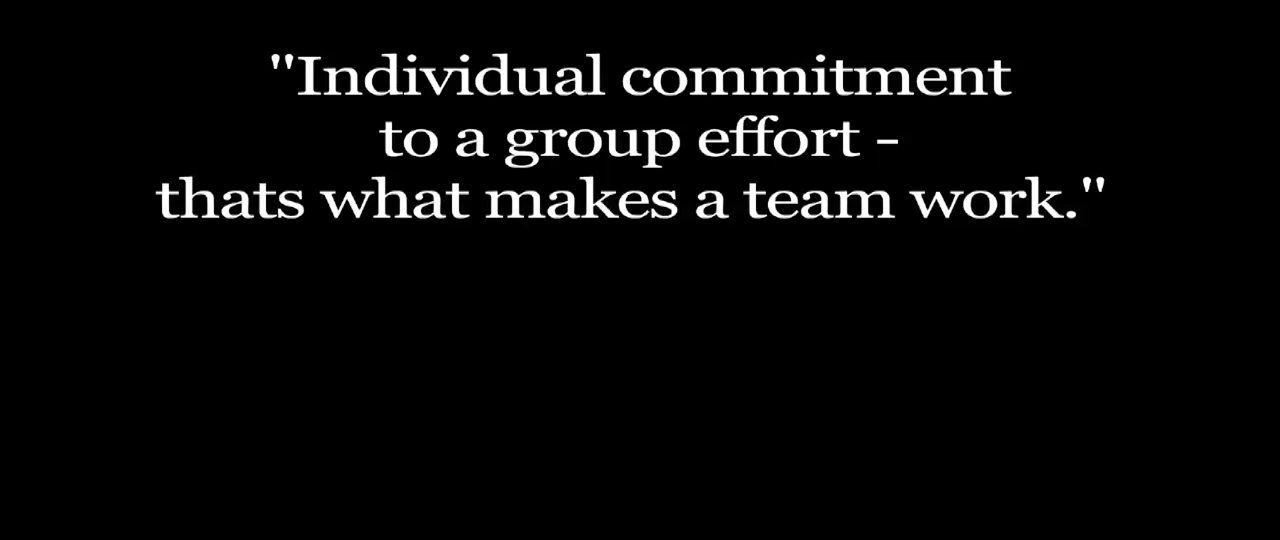 "Individual commitment
to a group effort -
thats what makes a team work."